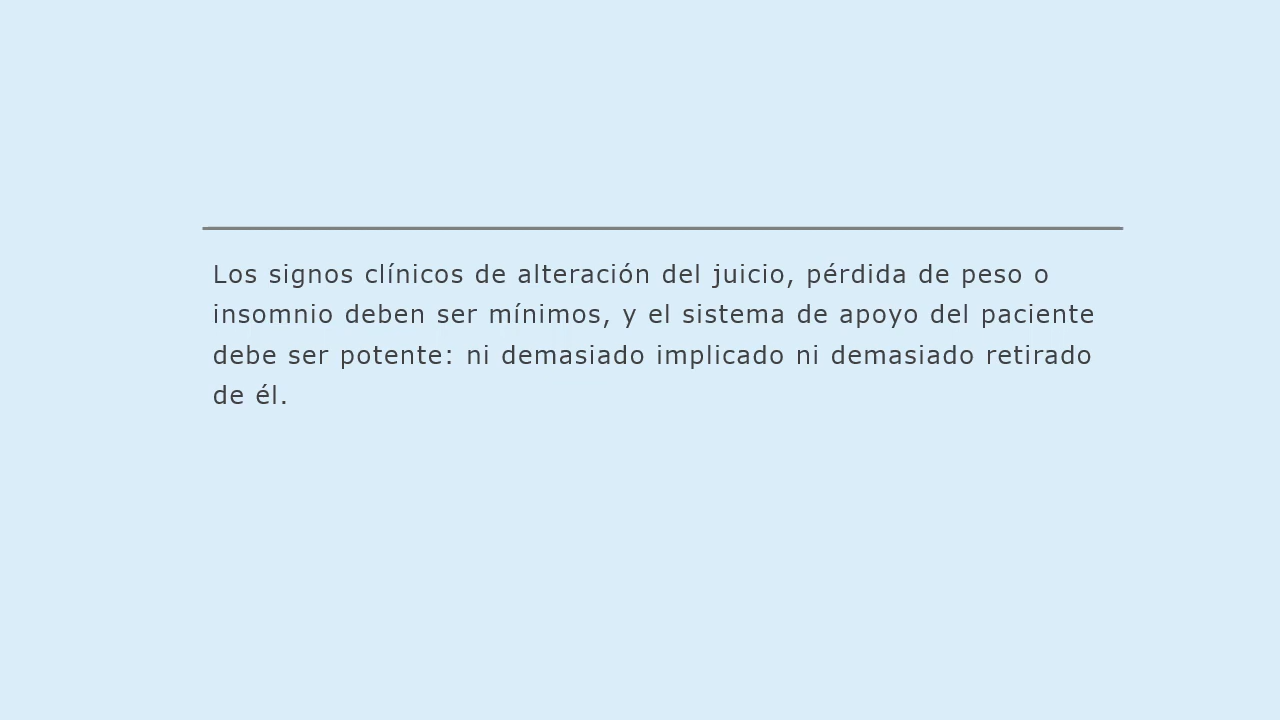 Los signos clínicos de alteración del juicio, pérdida de peso o
insomnio deben ser mínimos, y el sistema de apoyo del paciente
debe ser potente: ni demasiado implicado ni demasiado retirado
de él.